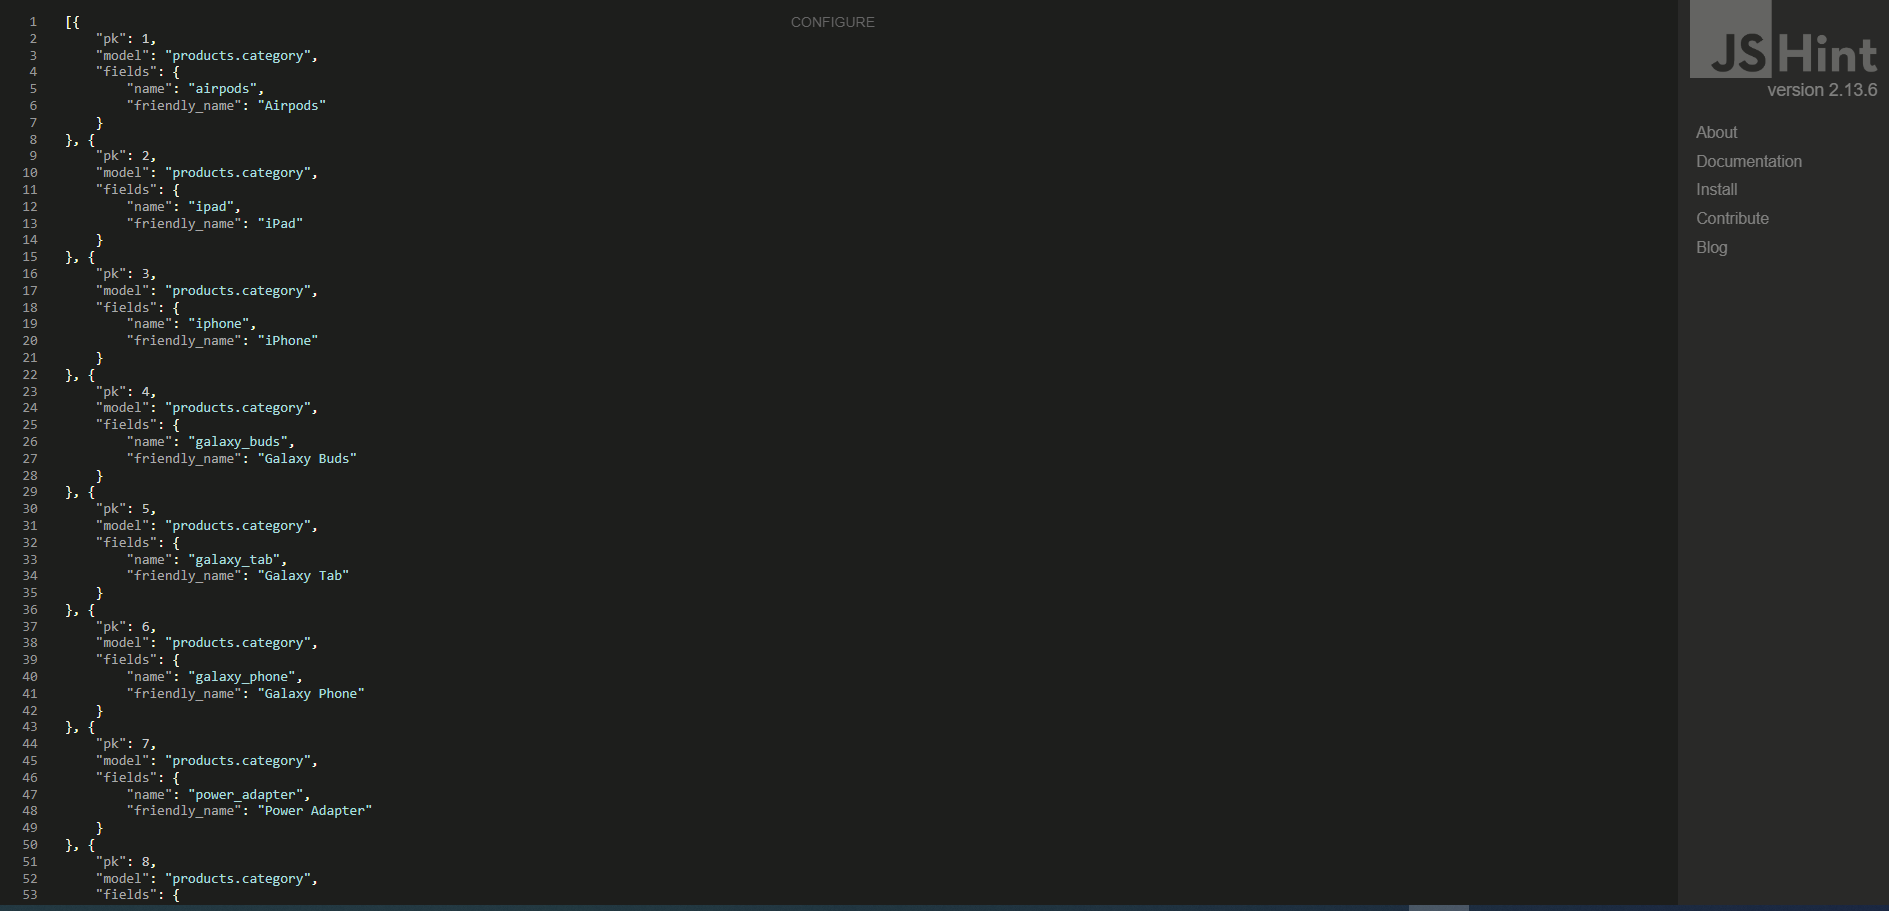 CONFIGURE
1 [{
2 "pk": 1,
3 "model": "products.category",
4 "fields": {
5 "name": "airpods",
6 "friendly_name": "Airpods"
7 }
8 }, {
9 "pk": 2,
10 "model": "products.category",
11 "fields": {
12 "name": "ipad",
13 "friendly_name": "iPad"
14 }
15 }, {
16 "pk": 3,
17 "model": "products.category",
18 "fields": {
19 "name": "iphone",
20 "friendly_name": "iPhone"
21 }
22 }, {
23 "pk": 4,
24 "model": "products.category",
25 "fields": {
26 "name": "galaxy_buds",
27 "friendly_name": "Galaxy Buds"
28 }
29 }, {
30 "pk": 5,
31 "model": "products.category",
32 "fields": {
33 "name": "galaxy_tab",
34 "friendly_name": "Galaxy Tab"
35 }
36 }, {
37 "pk": 6,
38 "model": "products.category",
39 "fields": {
40 "name": "galaxy_phone",
41 "friendly_name": "Galaxy Phone"
42 }
43 }, {
44 "pk": 7,
45 "model": "products.category",
46 "fields": {
47 "name": "power_adapter",
48 "friendly_name": "Power Adapter"
49 }
50 }, {
51 "pk": 8,
52 "model": "products.category",
53 "fields": {
JSHint
version 2.13.6
About
Documentation
Install
Contribute
Blog